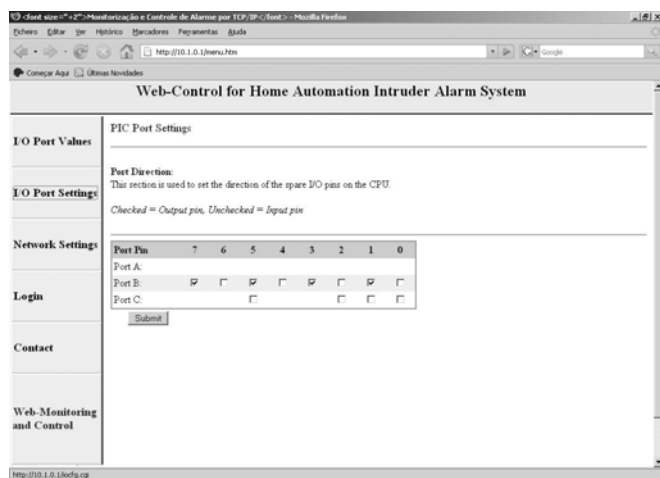 <font size="+2">Monitorização e Controle de Alarme por TCP/IP</font> - Mozilla Firefox
Ficheiro Editar Ver Histórico Marcadores Ferramentas Ajuda
http://10.1.0.1/menu.htm
Google
Começar Aqui Últimas Novidades
Web-Control for Home Automation Intruder Alarm System
I/O Port Values
I/O Port Settings
Network Settings
Login
Contact
Web-Monitoring
and Control
PIC Port Settings
Port Direction:
This section is used to set the direction of the spare I/O pins on the CPU.
Checked = Output pin, Unchecked = Input pin
Port Pin 7 6 5 4 3 2 1 0
Port A:
Port B:
Port C:
Submit
http://10.1.0.1/iocfg.cgi